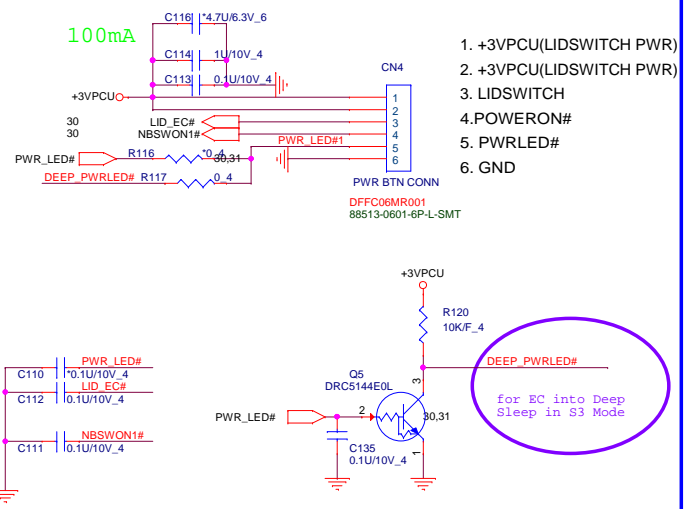 100mA
C116
*4.7U/6.3V_6
C114
1U/10V_4
C113
0.1U/10V_4
+3VPCU
CN4
1
2
3
4
5
6
30
30
LID_EC#
NBSWON1#
PWR_LED#1
PWR_LED#
R116
*0_4
30,31
DEEP_PWRLED#
R117
0_4
PWR BTN CONN
DFFC06MR001
88513-0601-6P-L-SMT
1. +3VPCU(LIDSWITCH PWR)
2. +3VPCU(LIDSWITCH PWR)
3. LIDSWITCH
4.POWERON#
5. PWRLED#
6. GND
C110
PWR_LED#
*0.1U/10V_4
C112
LID_EC#
0.1U/10V_4
C111
NBSWON1#
0.1U/10V_4
+3VPCU
R120
10K/F_4
DEEP_PWRLED#
Q5
DRC5144E0L
3
2
1
30,31
PWR_LED#
C135
0.1U/10V_4
for EC into Deep
Sleep in S3 Mode